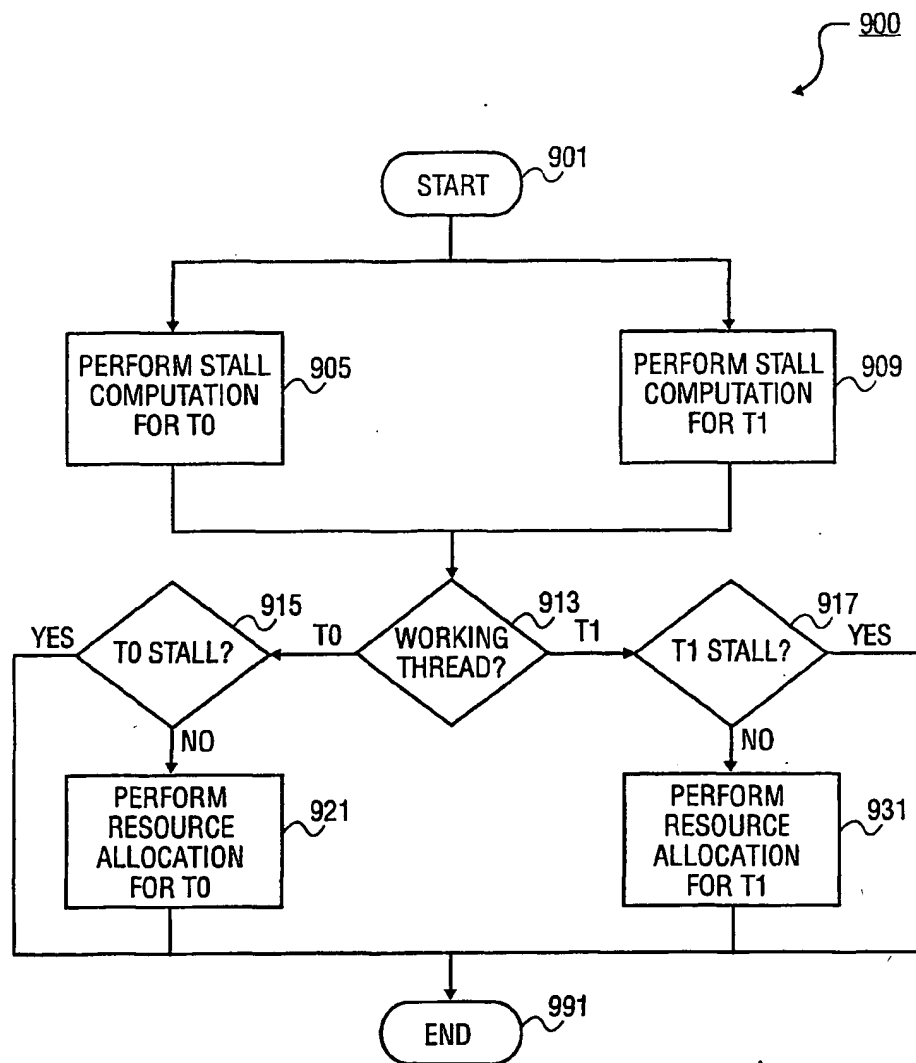 900
901
START
PERFORM STALL
COMPUTATION
FOR T0
905
PERFORM STALL
COMPUTATION
FOR T1
909
YES
T0 STALL?
915
T0
WORKING
THREAD?
913
T1
T1 STALL?
917
YES
NO
NO
PERFORM
RESOURCE
ALLOCATION
FOR T0
921
PERFORM
RESOURCE
ALLOCATION
FOR T1
931
END
991